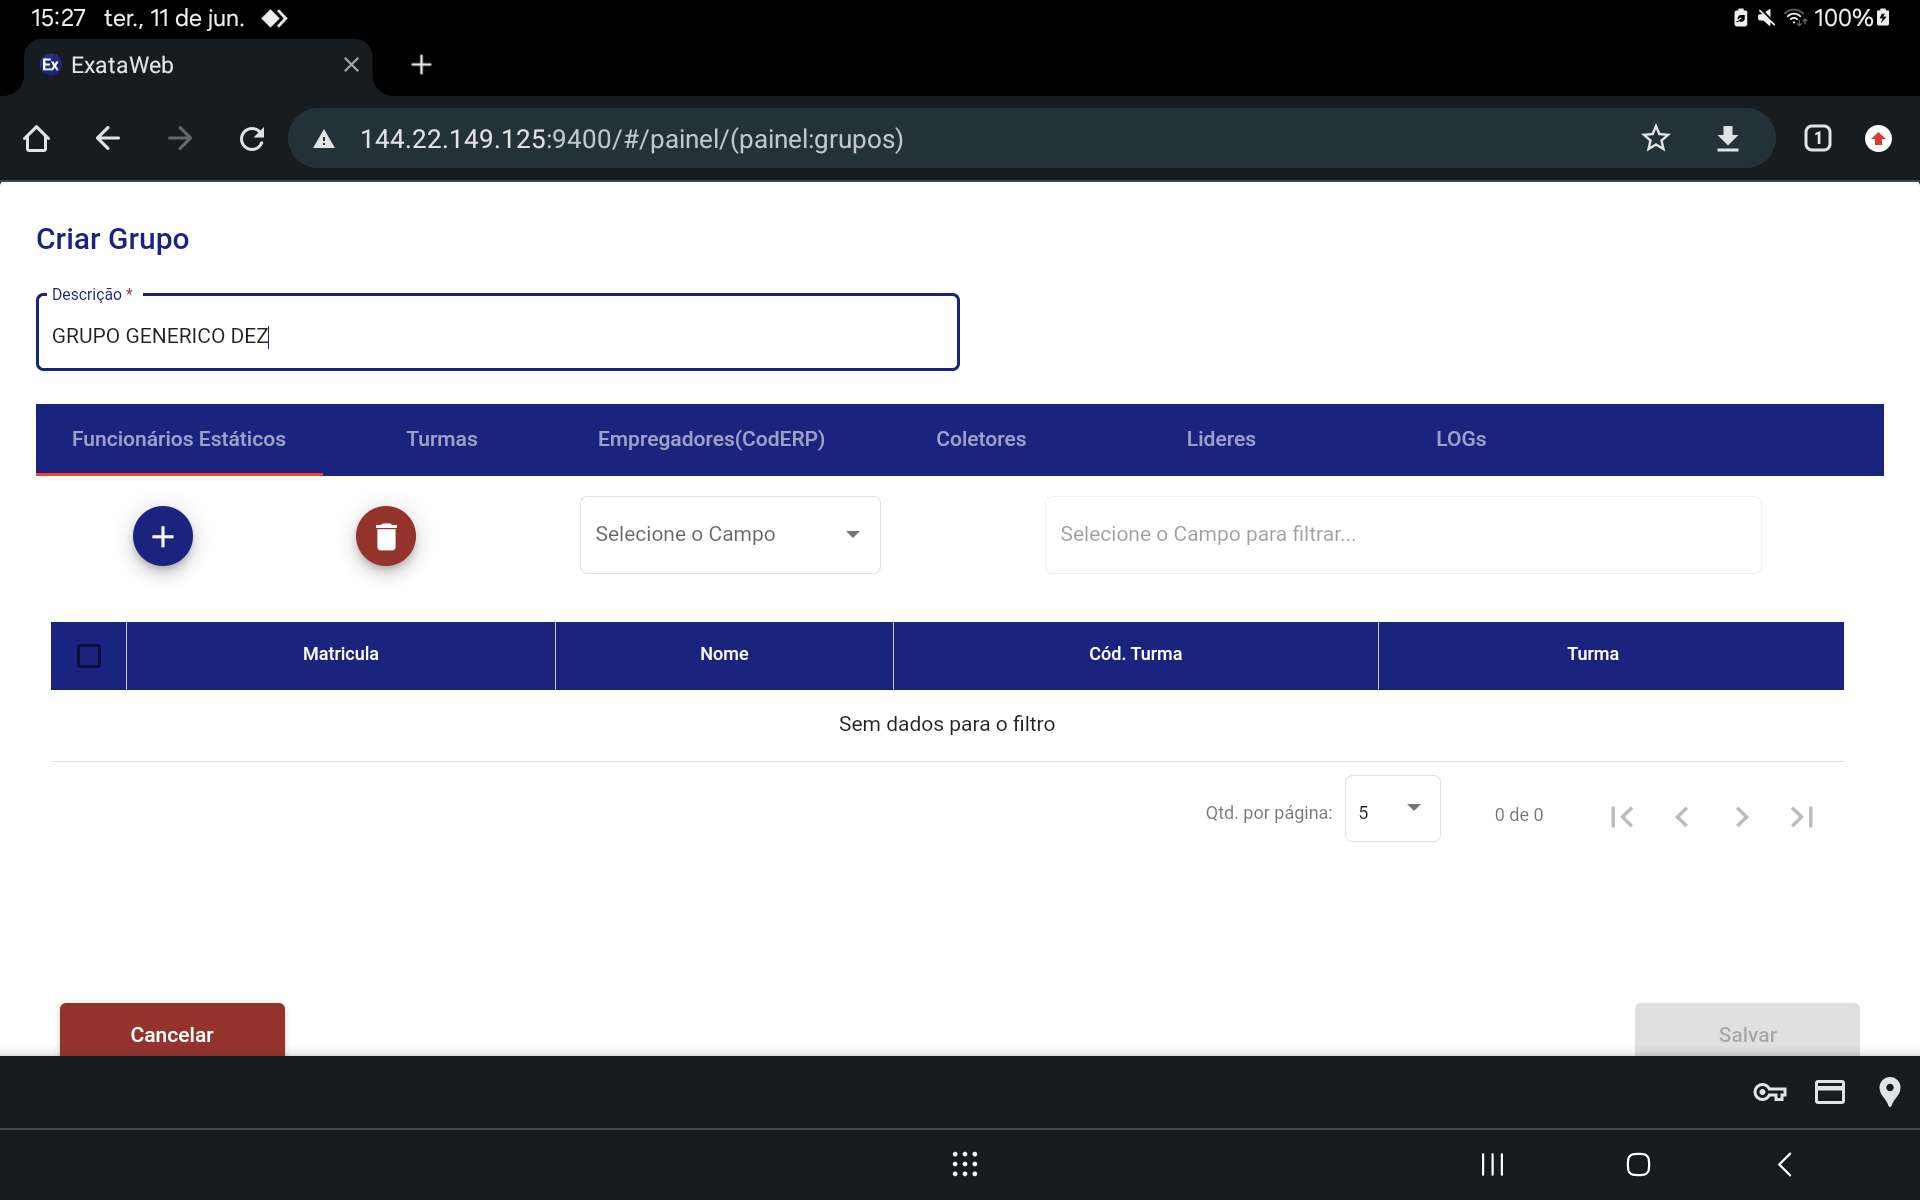 15:27 ter., 11 de jun. 100%
Ex ExataWeb
144.22.149.125:9400/#/painel/(painel:grupos) 1
Criar Grupo
Descrição *
GRUPO GENERICO DEZ
Funcionários Estáticos Turmas Empregadores(CodERP) Coletores Lideres LOGs
Selecione o Campo Selecione o Campo para filtrar...
Matricula Nome Cód. Turma Turma
Sem dados para o filtro
Qtd. por página: 5 0 de 0
Cancelar Salvar